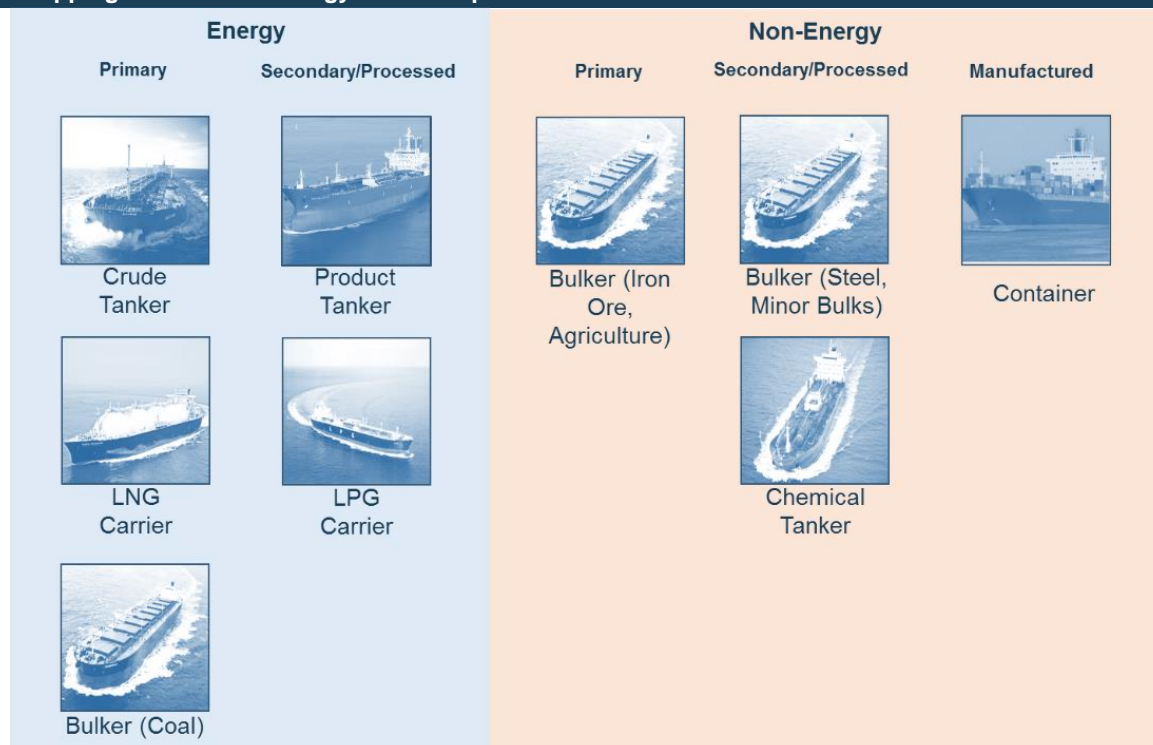 Energy
Non-Energy
Primary
Secondary/Processed
Primary
Secondary/Processed
Manufactured
Crude
Tanker
Product
Tanker
Bulker (Iron
Ore,
Agriculture)
Bulker (Steel,
Minor Bulks)
Container
LNG
Carrier
LPG
Carrier
Chemical
Tanker
Bulker (Coal)